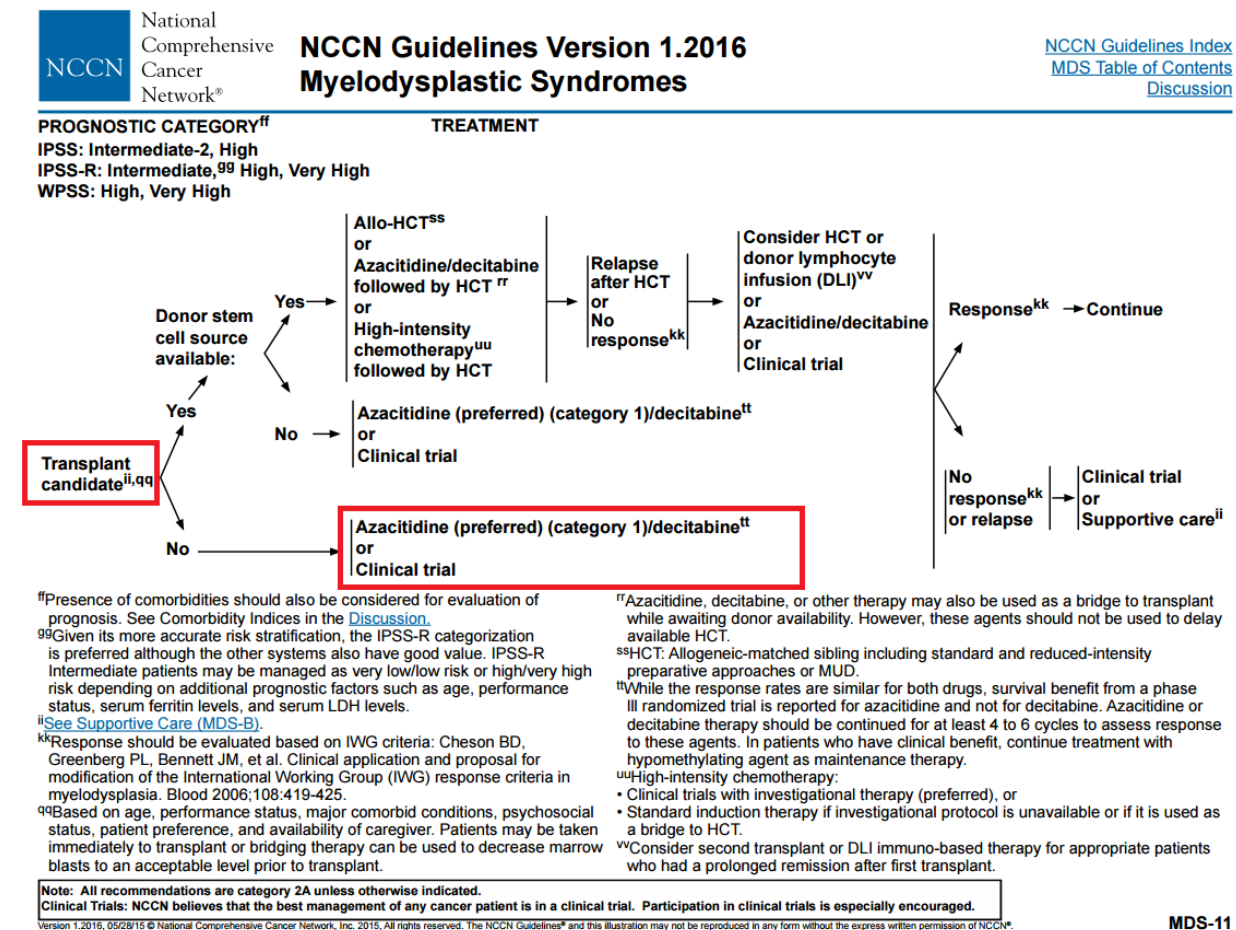 National
Comprehensive
NCCN Cancer
Network®
NCCN Guidelines Version 1.2016
Myelodysplastic Syndromes
NCCN Guidelines Index
MDS Table of Contents
Discussion
PROGNOSTIC CATEGORYff
TREATMENT
IPSS: Intermediate-2, High
IPSS-R: Intermediate,gg High, Very High
WPSS: High, Very High
Transplant
candidateii,qq
Yes
Donor stem
cell source
available:
Yes
Allo-HCTss
or
Azacitidine/decitabine
followed by HCT rr
or
High-intensity
chemotherapyuu
followed by HCT
Relapse
after HCT
or
No
responsekk
Consider HCT or
donor lymphocyte
infusion (DLI)vv
or
Azacitidine/decitabine
or
Clinical trial
Responsekk
Continue
No
Azacitidine (preferred) (category 1)/decitabinett
or
Clinical trial
No
responsekk
or relapse
Clinical trial
or
Supportive careii
No
Azacitidine (preferred) (category 1)/decitabinett
or
Clinical trial
ffPresence of comorbidities should also be considered for evaluation of
prognosis. See Comorbidity Indices in the Discussion.
ggGiven its more accurate risk stratification, the IPSS-R categorization
is preferred although the other systems also have good value. IPSS-R
Intermediate patients may be managed as very low/low risk or high/very high
risk depending on additional prognostic factors such as age, performance
status, serum ferritin levels, and serum LDH levels.
iiSee Supportive Care (MDS-B).
kkResponse should be evaluated based on IWG criteria: Cheson BD,
Greenberg PL, Bennett JM, et al. Clinical application and proposal for
modification of the International Working Group (IWG) response criteria in
myelodysplasia. Blood 2006;108:419-425.
qqBased on age, performance status, major comorbid conditions, psychosocial
status, patient preference, and availability of caregiver. Patients may be taken
immediately to transplant or bridging therapy can be used to decrease marrow
blasts to an acceptable level prior to transplant.
rrAzacitidine, decitabine, or other therapy may also be used as a bridge to transplant
while awaiting donor availability. However, these agents should not be used to delay
available HCT.
ssHCT: Allogeneic-matched sibling including standard and reduced-intensity
preparative approaches or MUD.
ttWhile the response rates are similar for both drugs, survival benefit from a phase
III randomized trial is reported for azacitidine and not for decitabine. Azacitidine or
decitabine therapy should be continued for at least 4 to 6 cycles to assess response
to these agents. In patients who have clinical benefit, continue treatment with
hypomethylating agent as maintenance therapy.
uuHigh-intensity chemotherapy:
• Clinical trials with investigational therapy (preferred), or
• Standard induction therapy if investigational protocol is unavailable or if it is used as
a bridge to HCT.
vvConsider second transplant or DLI immuno-based therapy for appropriate patients
who had a prolonged remission after first transplant.
Note: All recommendations are category 2A unless otherwise indicated.
Clinical Trials: NCCN believes that the best management of any cancer patient is in a clinical trial. Participation in clinical trials is especially encouraged.
Version 1.2016, 05/28/15 © National Comprehensive Cancer Network, Inc. 2015, All rights reserved. The NCCN Guidelines® and this illustration may not be reproduced in any form without the express written permission of NCCN®.
MDS-11